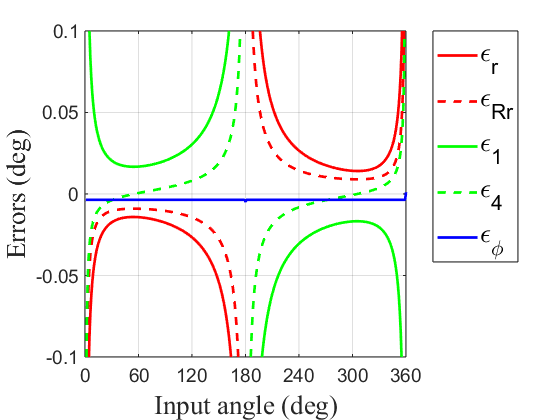 0.1
0.05
0
-0.05
-0.1
Errors (deg)
0 60 120 180 240 300 360
Input angle (deg)
ϵr
ϵRr
ϵ1
ϵ4
ϵϕ